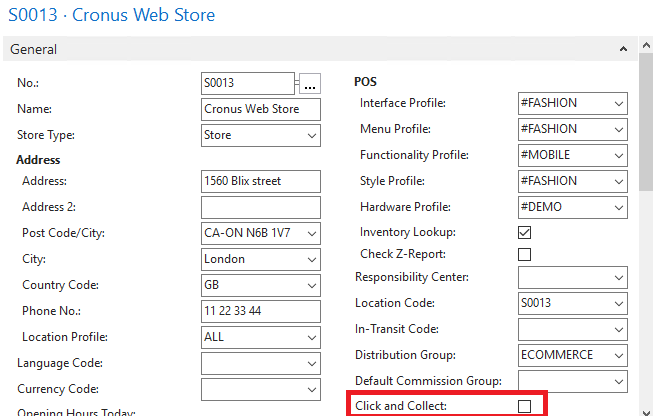 S0013 · Cronus Web Store
General
No.: S0013 ...
Name: Cronus Web Store
Store Type: Store
Address
Address: 1560 Blix street
Address 2:
Post Code/City: CA-ON N6B 1V7
City: London
Country Code: GB
Phone No.: 11 22 33 44
Location Profile: ALL
Language Code:
Currency Code:
Opening Hours Today:
POS
Interface Profile: #FASHION
Menu Profile: #FASHION
Functionality Profile: #MOBILE
Style Profile: #FASHION
Hardware Profile: #DEMO
Inventory Lookup:
Check Z-Report:
Responsibility Center:
Location Code: S0013
In-Transit Code:
Distribution Group: ECOMMERCE
Default Commission Group:
Click and Collect: